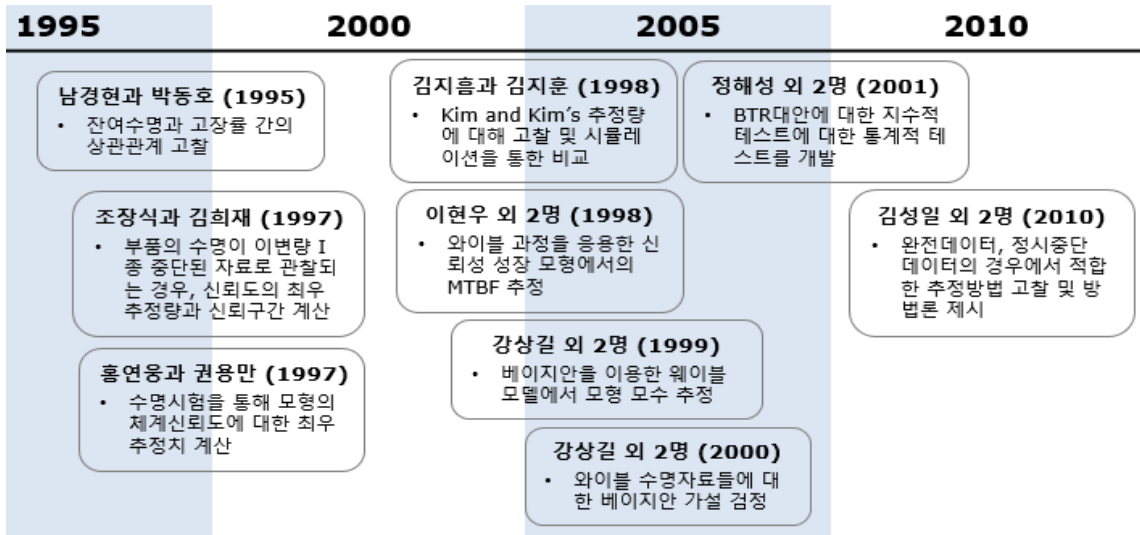 1995 2000 2005 2010
남경현과 박동호 (1995)
• 잔여수명과 고장률 간의
상관관계 고찰
김지흠과 김지훈 (1998)
• Kim and Kim's 추정량
에 대해 고찰 및 시뮬레
이션을 통한 비교
정해성 외 2명 (2001)
• BTR대안에 대한 지수적
테스트에 대한 통계적 테
스트를 개발
조장식과 김희재 (1997)
• 부품의 수명이 이변량 I
종 중단된 자료로 관찰되
는 경우, 신뢰도의 최우
추정량과 신뢰구간 계산
이현우 외 2명 (1998)
• 와이블 과정을 응용한 신
뢰성 성장 모형에서의
MTBF 추정
김성일 외 2명 (2010)
• 완전데이터, 정시중단
데이터의 경우에서 적합
한 추정방법 고찰 및 방
법론 제시
홍연웅과 권용만 (1997)
• 수명시험을 통해 모형의
체계신뢰도에 대한 최우
추정치 계산
강상길 외 2명 (1999)
• 베이지안을 이용한 웨이블
모델에서 모형 모수 추정
강상길 외 2명 (2000)
• 와이블 수명자료들에 대
한 베이지안 가설 검정